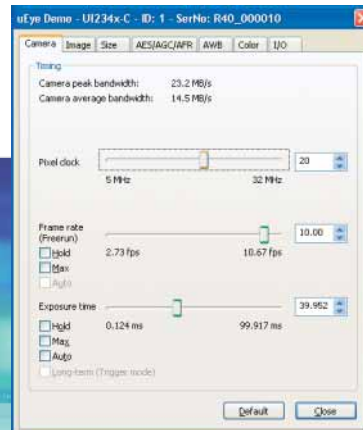 uEye Demo - UI234x-C - ID: 1 - SerNo: R40_000010
Camera Image Size AES/AGC/AFR AWB Color I/O
Timing
Camera peak bandwidth: 23.2 MB/s
Camera average bandwidth: 14.5 MB/s
Pixel clock 20
5 MHz 32 MHz
Frame rate
(Freerun) 10.00
Hold 2.73 fps 10.67 fps
Max
Auto
Exposure time 39.952
Hold 0.124 ms 99.917 ms
Max
Auto
Long-term (Trigger mode)
Default Close